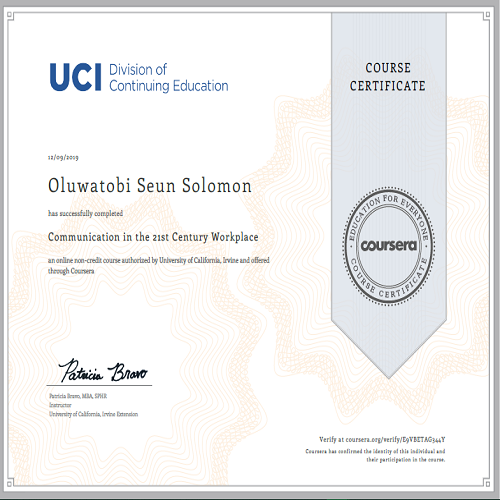 UCI Division of
Continuing Education
COURSE
CERTIFICATE
12/09/2019
Oluwatobi Seun Solomon
has successfully completed
Communication in the 21st Century Workplace
an online non-credit course authorized by University of California, Irvine and offered
through Coursera
EDUCATION FOR EVERYONE
coursera
COURSE CERTIFICATE
Patricia Bravo
Patricia Bravo, MBA, SPHR
Instructor
University of California, Irvine Extension
Verify at coursera.org/verify/E9VBETAG344Y
Coursera has confirmed the identity of this individual and
their participation in the course.